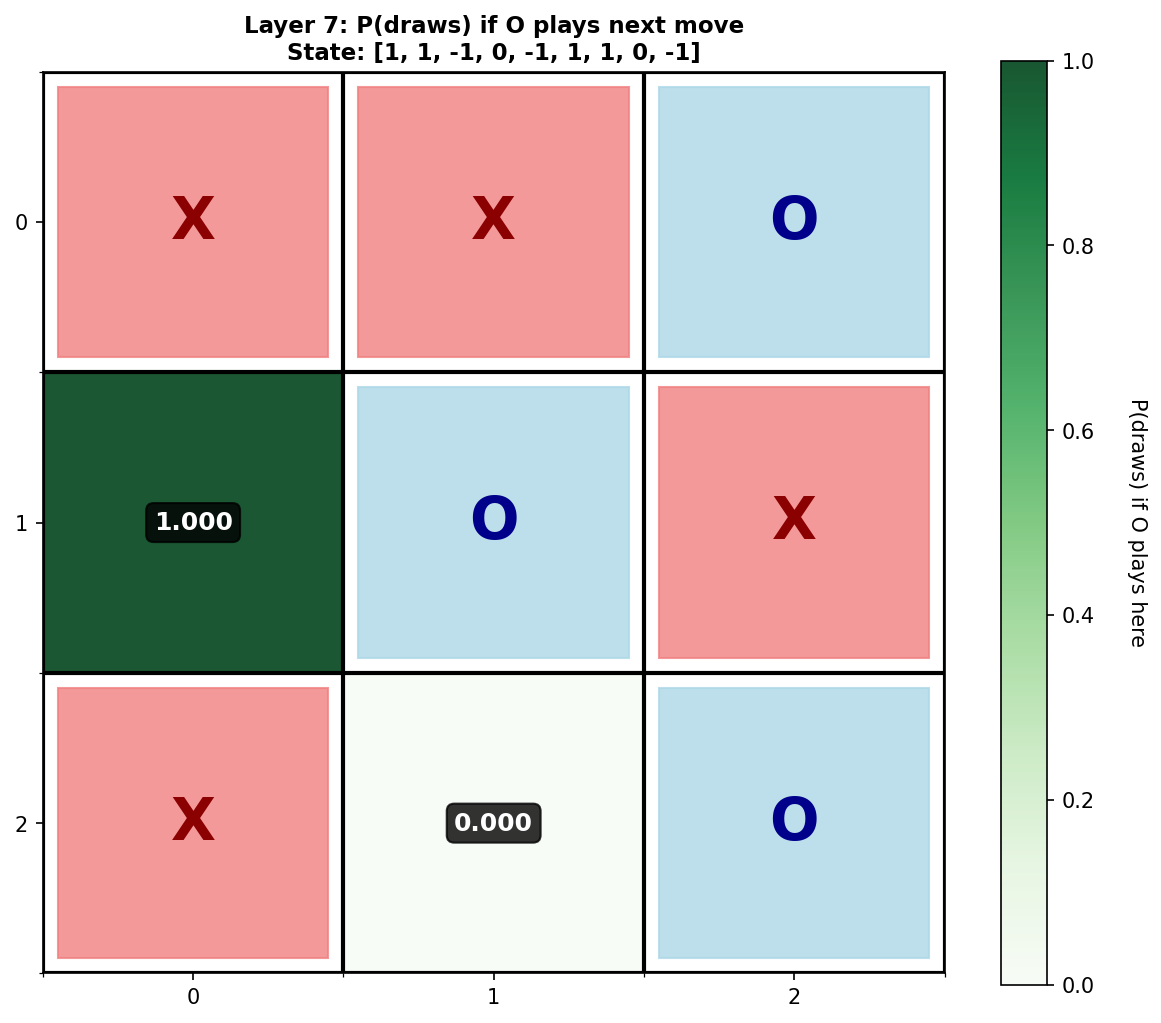 Layer 7: P(draws) if O plays next move
State: [1, 1, -1, 0, -1, 1, 1, 0, -1]
X X O
1.000 O X
X 0.000 O
0
1
2
0 1 2
1.0
0.8
0.6
0.4
0.2
0.0
P(draws) if O plays here